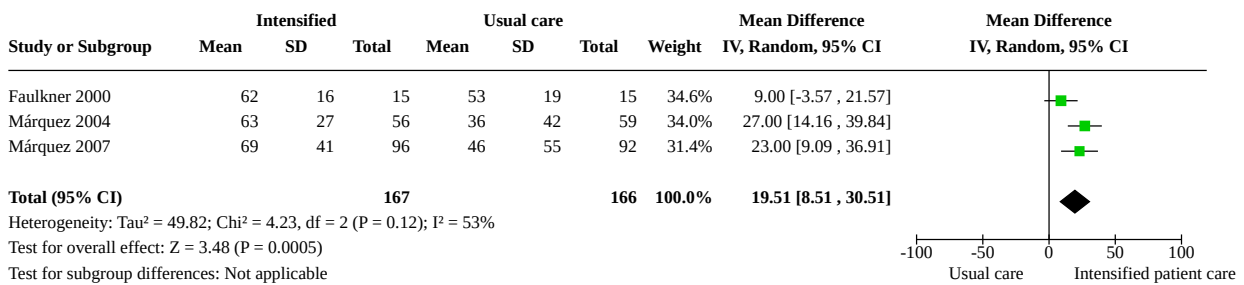 Intensified Usual care Mean Difference Mean Difference
Study or Subgroup Mean SD Total Mean SD Total Weight IV, Random, 95% CI IV, Random, 95% CI
Faulkner 2000 62 16 15 53 19 15 34.6% 9.00 [-3.57 , 21.57]
Márquez 2004 63 27 56 36 42 59 34.0% 27.00 [14.16 , 39.84]
Márquez 2007 69 41 96 46 55 92 31.4% 23.00 [9.09 , 36.91]
Total (95% CI) 167 166 100.0% 19.51 [8.51 , 30.51]
Heterogeneity: Tau² = 49.82; Chi² = 4.23, df = 2 (P = 0.12); I² = 53%
Test for overall effect: Z = 3.48 (P = 0.0005) -100 -50 0 50 100
Test for subgroup differences: Not applicable Usual care Intensified patient care